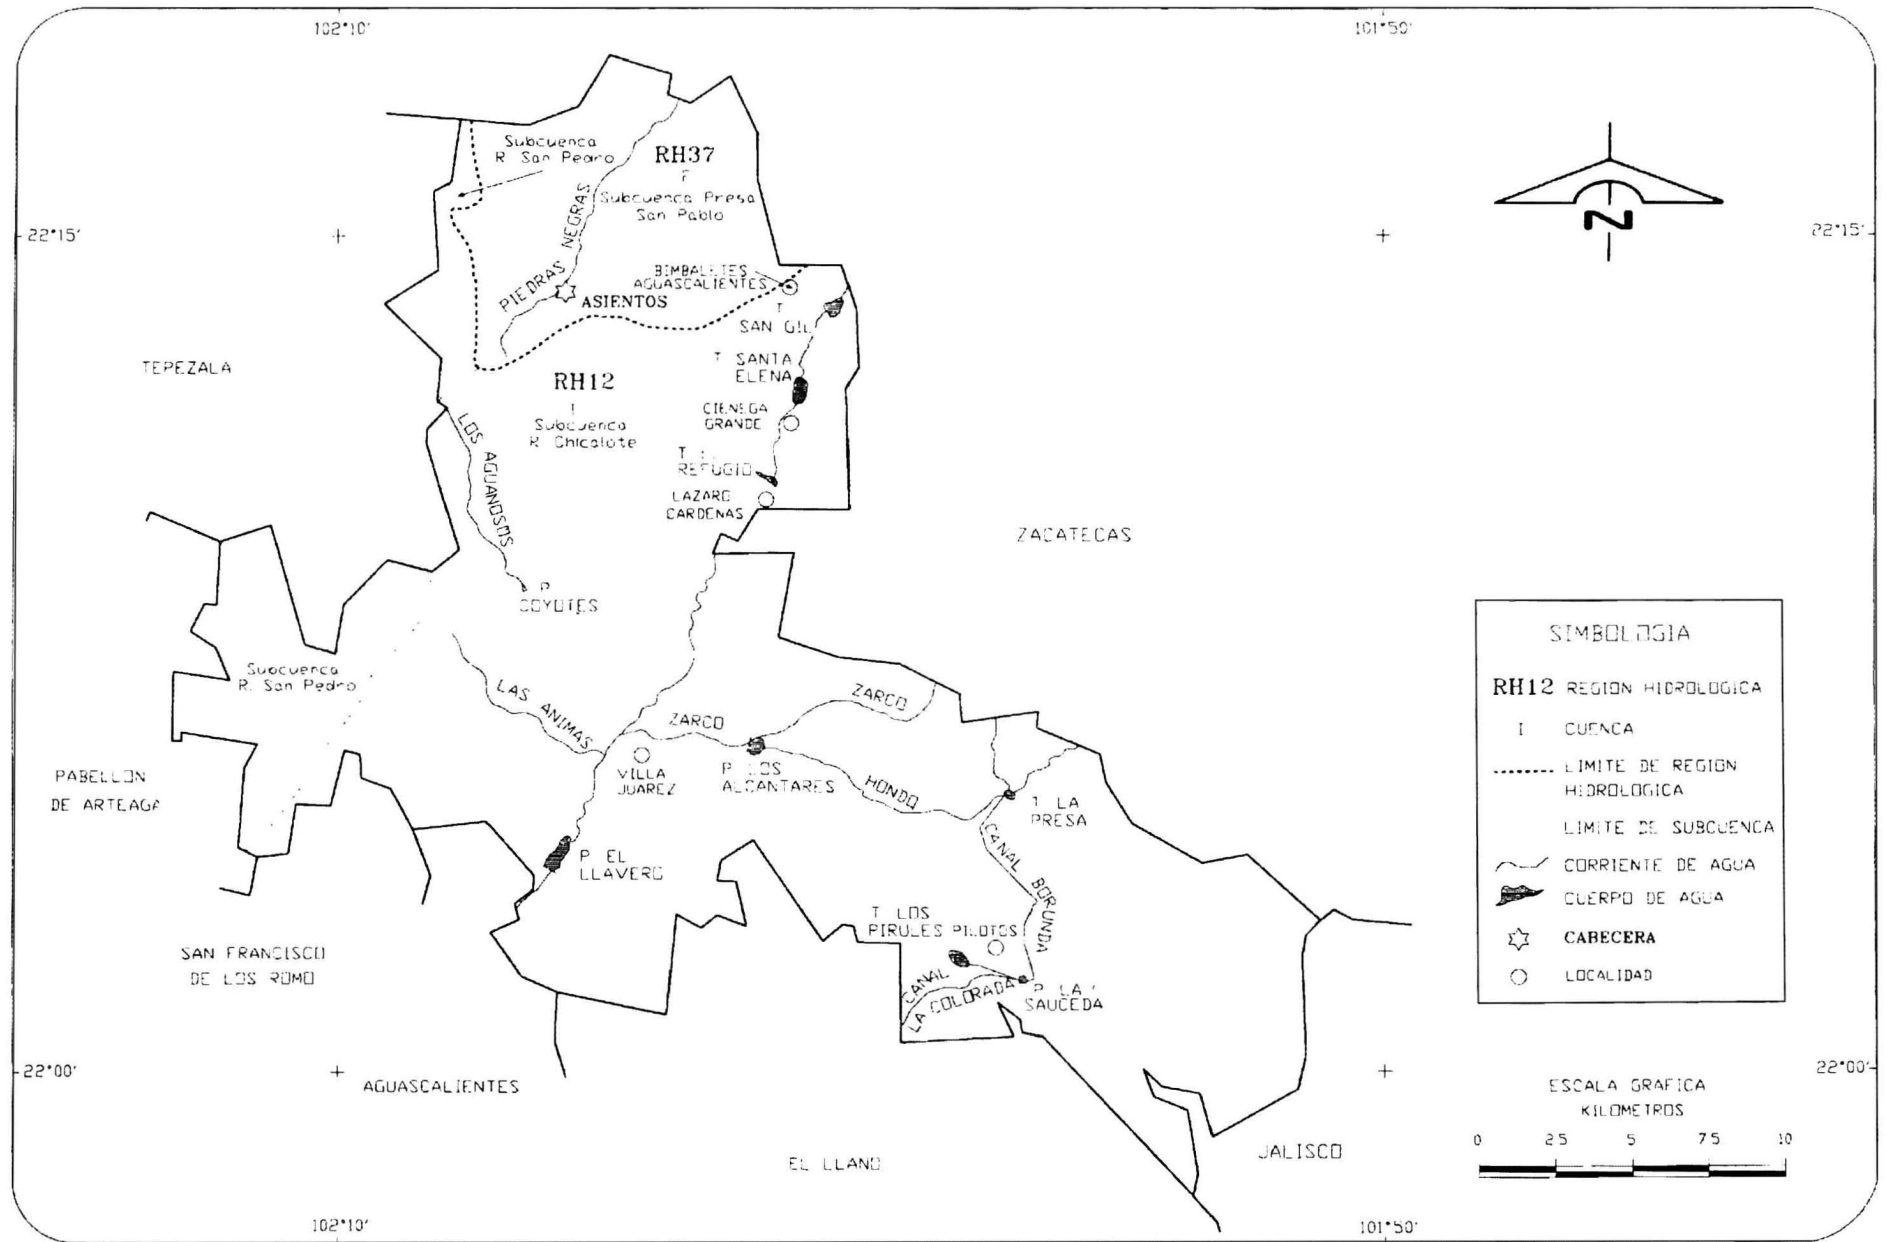 102°10'
101°50'
Subcuenca
R. San Pedro
RH37
F
Subcuenca Presa
San Pablo
PIEDRAS NEGRAS
22°15'
22°15'
BIMBALETES
AGUASCALIENTES
ASIENTOS
T
SAN GIL
T SANTA
ELENA
TEPEZALA
RH12
I
Subcuenca
R Chicalote
CIENEGA
GRANDE
LOS AGUANOSOS
T
REFUGIO
LAZARO
CARDENAS
ZACATECAS
P
COYOTES
Subcuenca
R. San Pedro
LAS ANIMAS
ZARCO
ZARCO
VILLA
JUAREZ
P LOS
ALCANTARES
HONDO
T LA
PRESA
PABELLON
DE ARTEAGA
P. EL
LLAVERO
CANAL BORUNDA
T LOS
PIRULES
PILOTOS
SAN FRANCISCO
DE LOS ROMO
CANAL
LA COLORADA
P LA
SAUCEDA
22°00'
22°00'
AGUASCALIENTES
EL LLANO
JALISCO
102°10'
101°50'
N
SIMBOLOGIA
RH12 REGION HIDROLOGICA
I CUENCA
LIMITE DE REGION
HIDROLOGICA
LIMITE DE SUBCUENCA
CORRIENTE DE AGUA
CUERPO DE AGUA
CABECERA
LOCALIDAD
ESCALA GRAFICA
KILOMETROS
0 25 5 75 10